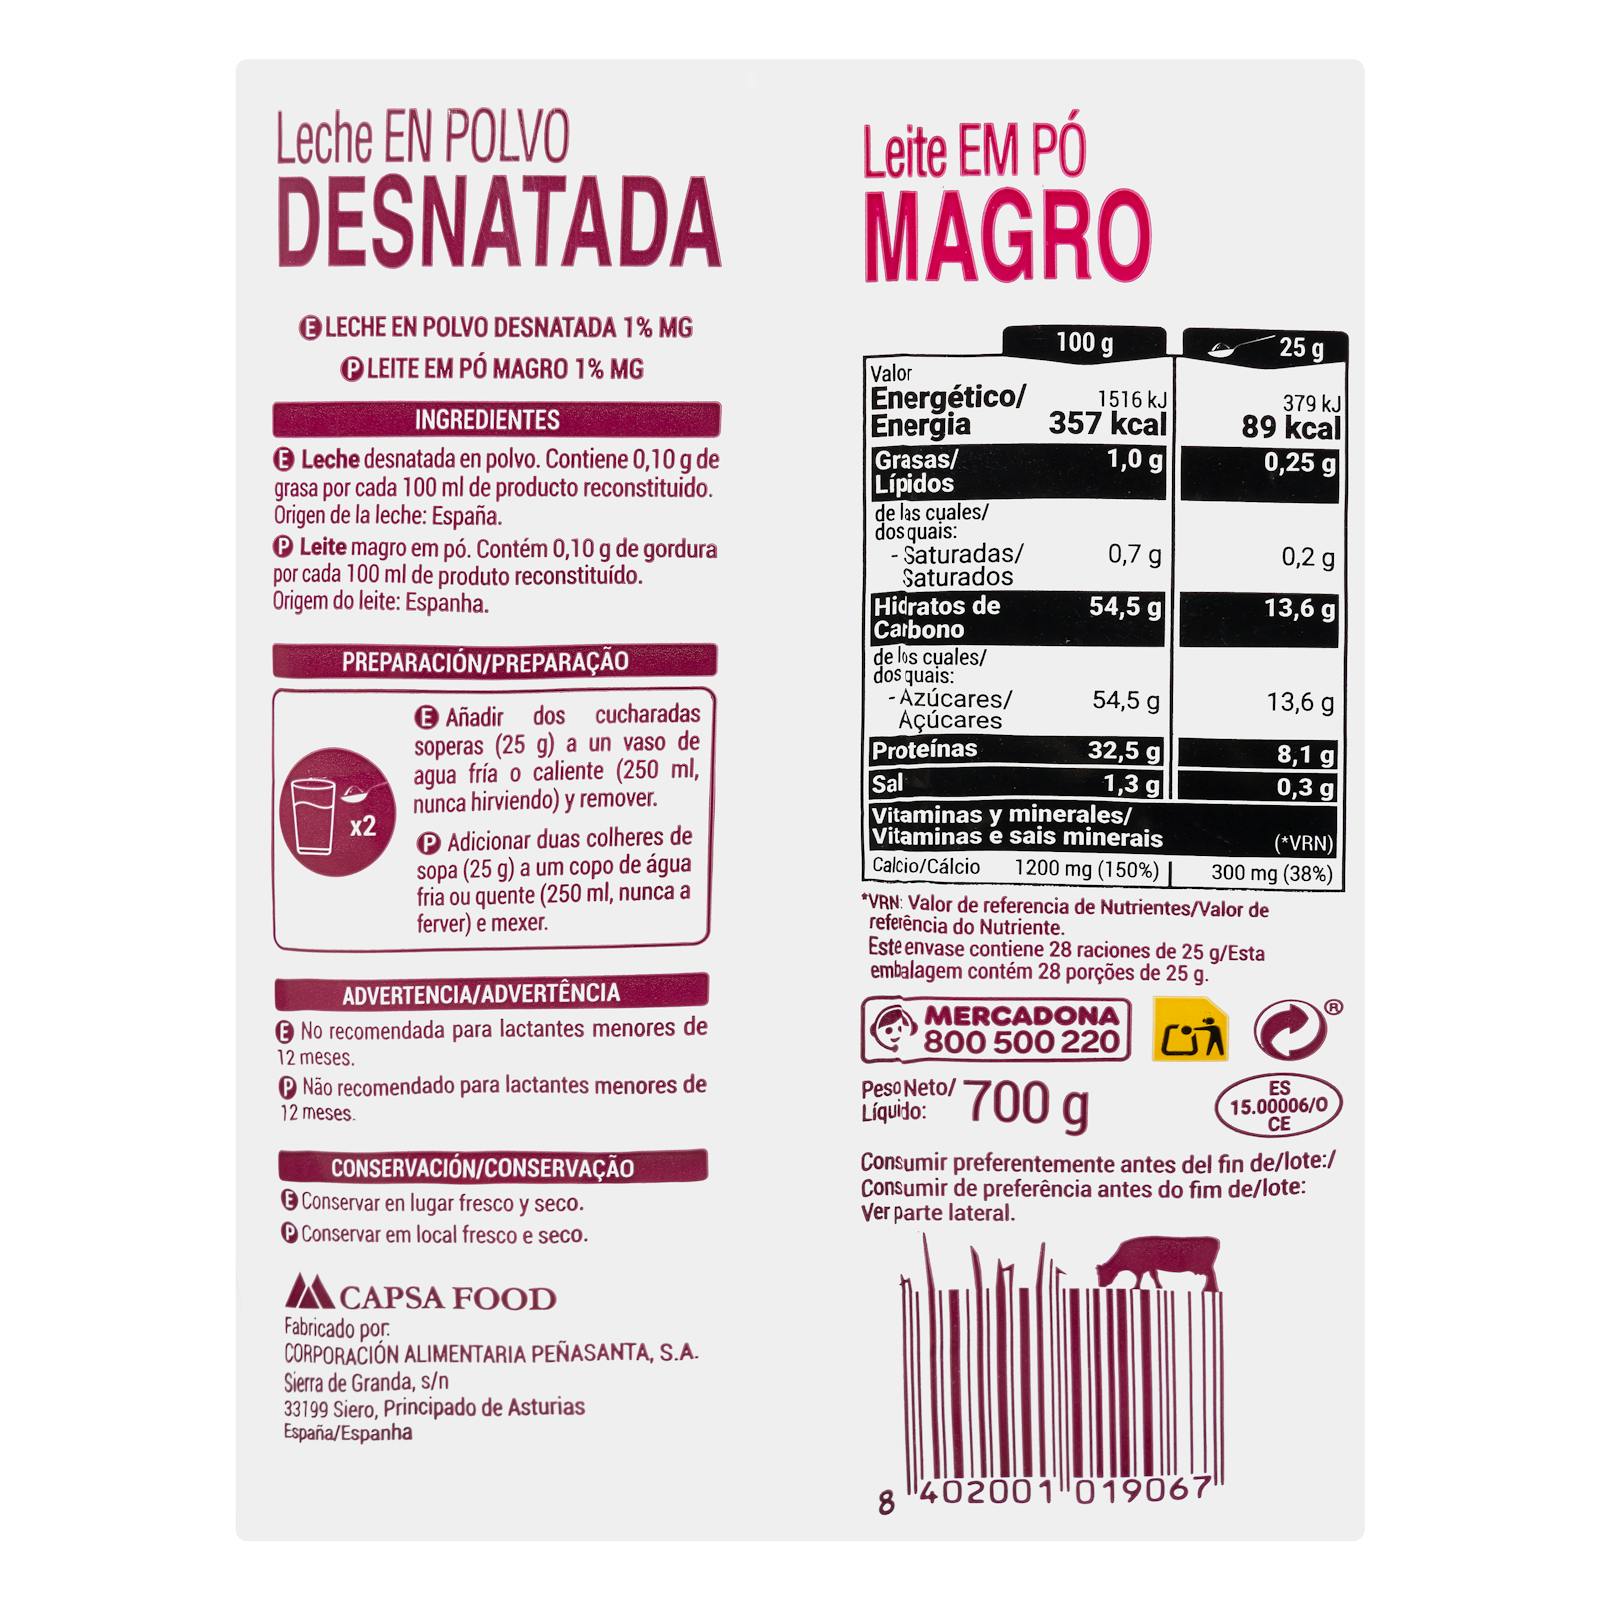 Leche EN POLVO
DESNATADA
E LECHE EN POLVO DESNATADA 1% MG
P LEITE EM PÓ MAGRO 1% MG
INGREDIENTES
E Leche desnatada en polvo. Contiene 0,10 g de
grasa por cada 100 ml de producto reconstituido.
Origen de la leche: España.
P Leite magro em pó. Contém 0,10 g de gordura
por cada 100 ml de produto reconstituído.
Origem do leite: Espanha.
PREPARACIÓN/PREPARAÇÃO
x2
E Añadir dos cucharadas
soperas (25 g) a un vaso de
agua fría o caliente (250 ml,
nunca hirviendo) y remover.
P Adicionar duas colheres de
sopa (25 g) a um copo de água
fria ou quente (250 ml, nunca a
ferver) e mexer.
ADVERTENCIA/ADVERTÊNCIA
E No recomendada para lactantes menores de
12 meses.
P Não recomendado para lactantes menores de
12 meses.
CONSERVACIÓN/CONSERVAÇÃO
E Conservar en lugar fresco y seco.
P Conservar em local fresco e seco.
CAPSA FOOD
Fabricado por:
CORPORACIÓN ALIMENTARIA PEÑASANTA, S.A.
Sierra de Granda, s/n
33199 Siero, Principado de Asturias
España/Espanha
Leite EM PÓ
MAGRO
100 g 25 g
Valor
Energético/ 1516 kJ 379 kJ
Energia 357 kcal 89 kcal
Grasas/ 1,0 g 0,25 g
Lípidos
de las cuales/
dos quais:
- Saturadas/ 0,7 g 0,2 g
Saturados
Hidratos de 54,5 g 13,6 g
Carbono
de los cuales/
dos quais:
- Azúcares/ 54,5 g 13,6 g
Açúcares
Proteínas 32,5 g 8,1 g
Sal 1,3 g 0,3 g
Vitaminas y minerales/
Vitaminas e sais minerais (*VRN)
Calcio/Cálcio 1200 mg (150%) 300 mg (38%)
*VRN: Valor de referencia de Nutrientes/Valor de
referência do Nutriente.
Este envase contiene 28 raciones de 25 g/Esta
embalagem contém 28 porções de 25 g.
MERCADONA
800 500 220
®
Peso Neto/
Líquido: 700 g
ES
15.00006/O
CE
Consumir preferentemente antes del fin de/lote:/
Consumir de preferência antes do fim de/lote:
Ver parte lateral.
8 402001 019067